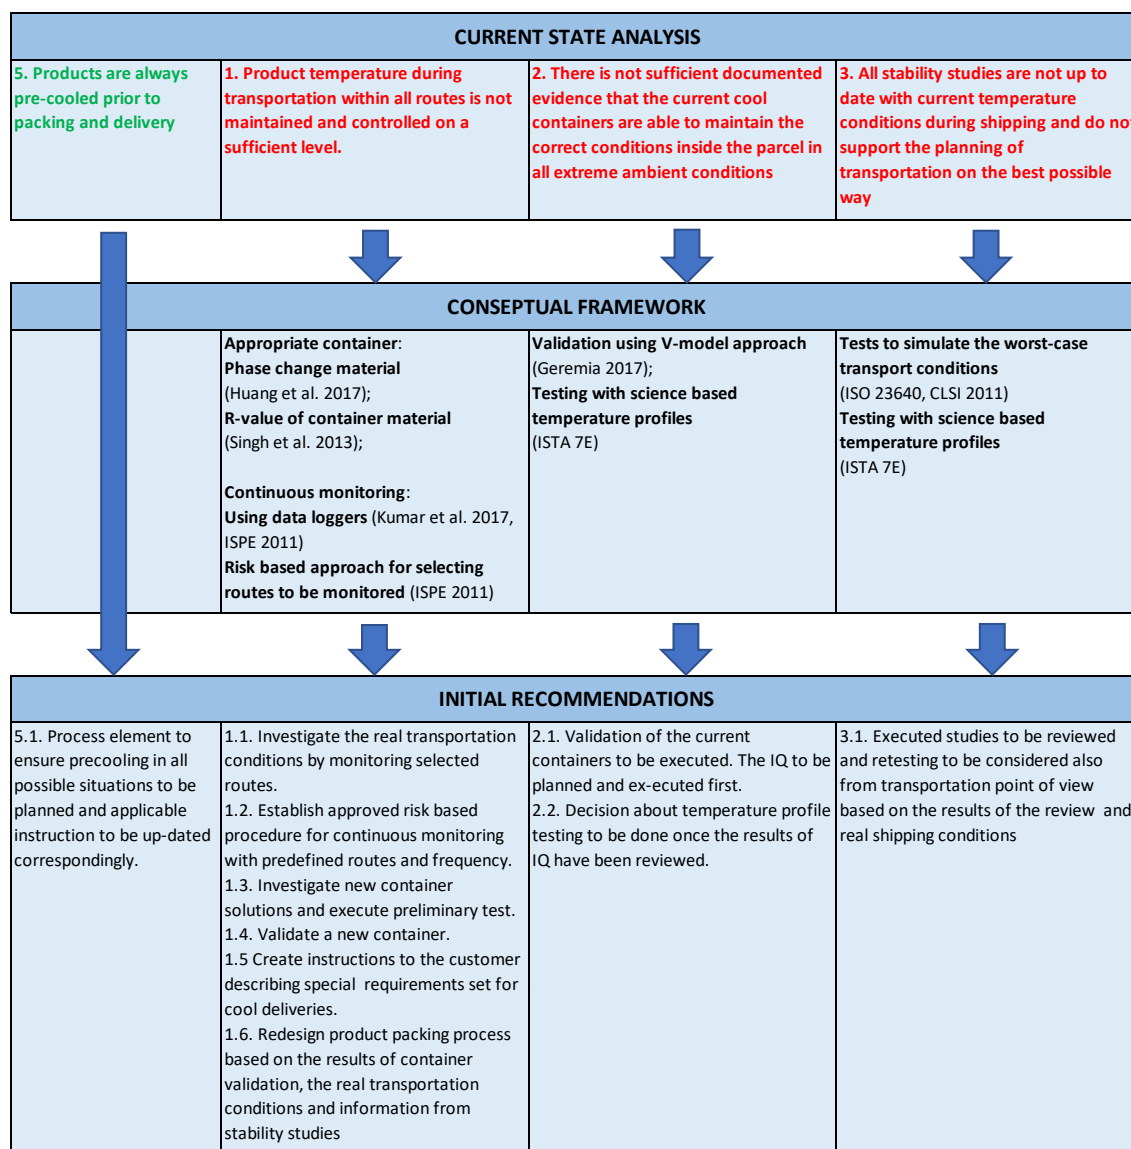 CURRENT STATE ANALYSIS
5. Products are always
pre-cooled prior to
packing and delivery
1. Product temperature during
transportation within all routes is not
maintained and controlled on a
sufficient level.
2. There is not sufficient documented
evidence that the current cool
containers are able to maintain the
correct conditions inside the parcel in
all extreme ambient conditions
3. All stability studies are not up to
date with current temperature
conditions during shipping and do not
support the planning of
transportation on the best possible
way
CONSEPTUAL FRAMEWORK
Appropriate container:
Phase change material
(Huang et al. 2017);
R-value of container material
(Singh et al. 2013);
Continuous monitoring:
Using data loggers (Kumar et al. 2017,
ISPE 2011)
Risk based approach for selecting
routes to be monitored (ISPE 2011)
Validation using V-model approach
(Geremia 2017);
Testing with science based
temperature profiles
(ISTA 7E)
Tests to simulate the worst-case
transport conditions
(ISO 23640, CLSI 2011)
Testing with science based
temperature profiles
(ISTA 7E)
INITIAL RECOMMENDATIONS
5.1. Process element to
ensure precooling in all
possible situations to be
planned and applicable
instruction to be up-dated
correspondingly.
1.1. Investigate the real transportation
conditions by monitoring selected
routes.
1.2. Establish approved risk based
procedure for continuous monitoring
with predefined routes and frequency.
1.3. Investigate new container
solutions and execute preliminary test.
1.4. Validate a new container.
1.5 Create instructions to the customer
describing special requirements set for
cool deliveries.
1.6. Redesign product packing process
based on the results of container
validation, the real transportation
conditions and information from
stability studies
2.1. Validation of the current
containers to be executed. The IQ to be
planned and ex-ecuted first.
2.2. Decision about temperature profile
testing to be done once the results of
IQ have been reviewed.
3.1. Executed studies to be reviewed
and retesting to be considered also
from transportation point of view
based on the results of the review and
real shipping conditions